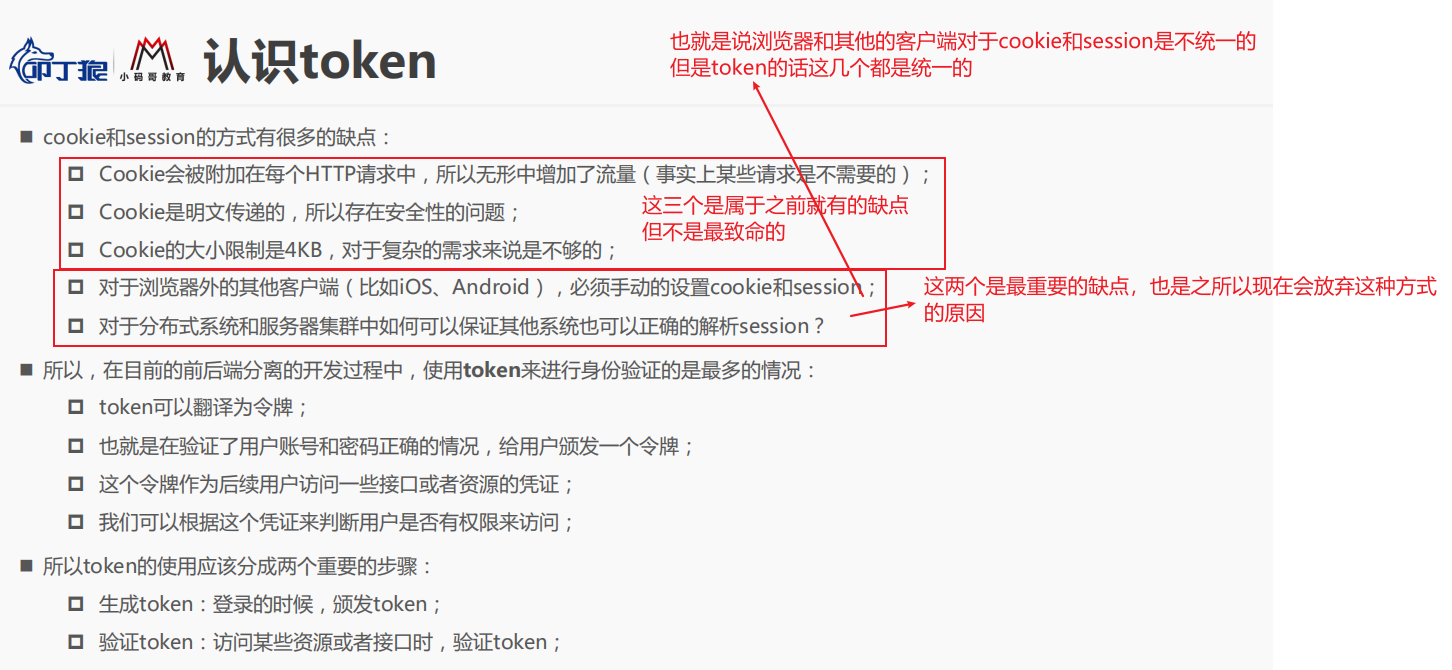 叩丁狼
小码哥教育
认识token
也就是说浏览器和其他的客户端对于cookie和session是不统一的
但是token的话这几个都是统一的
cookie和session的方式有很多的缺点：
Cookie会被附加在每个HTTP请求中，所以无形中增加了流量（事实上某些请求是不需要的）；
Cookie是明文传递的，所以存在安全性的问题；
Cookie的大小限制是4KB，对于复杂的需求来说是不够的；
这三个是属于之前就有的缺点
但不是最致命的
对于浏览器外的其他客户端（比如iOS、Android），必须手动的设置cookie和session；
对于分布式系统和服务器集群中如何可以保证其他系统也可以正确的解析session？
这两个是最重要的缺点，也是之所以现在会放弃这种方式
的原因
所以，在目前的前后端分离的开发过程中，使用token来进行身份验证的是最多的情况：
token可以翻译为令牌；
也就是在验证了用户账号和密码正确的情况，给用户颁发一个令牌；
这个令牌作为后续用户访问一些接口或者资源的凭证；
我们可以根据这个凭证来判断用户是否有权限来访问；
所以token的使用应该分成两个重要的步骤：
生成token：登录的时候，颁发token；
验证token：访问某些资源或者接口时，验证token；